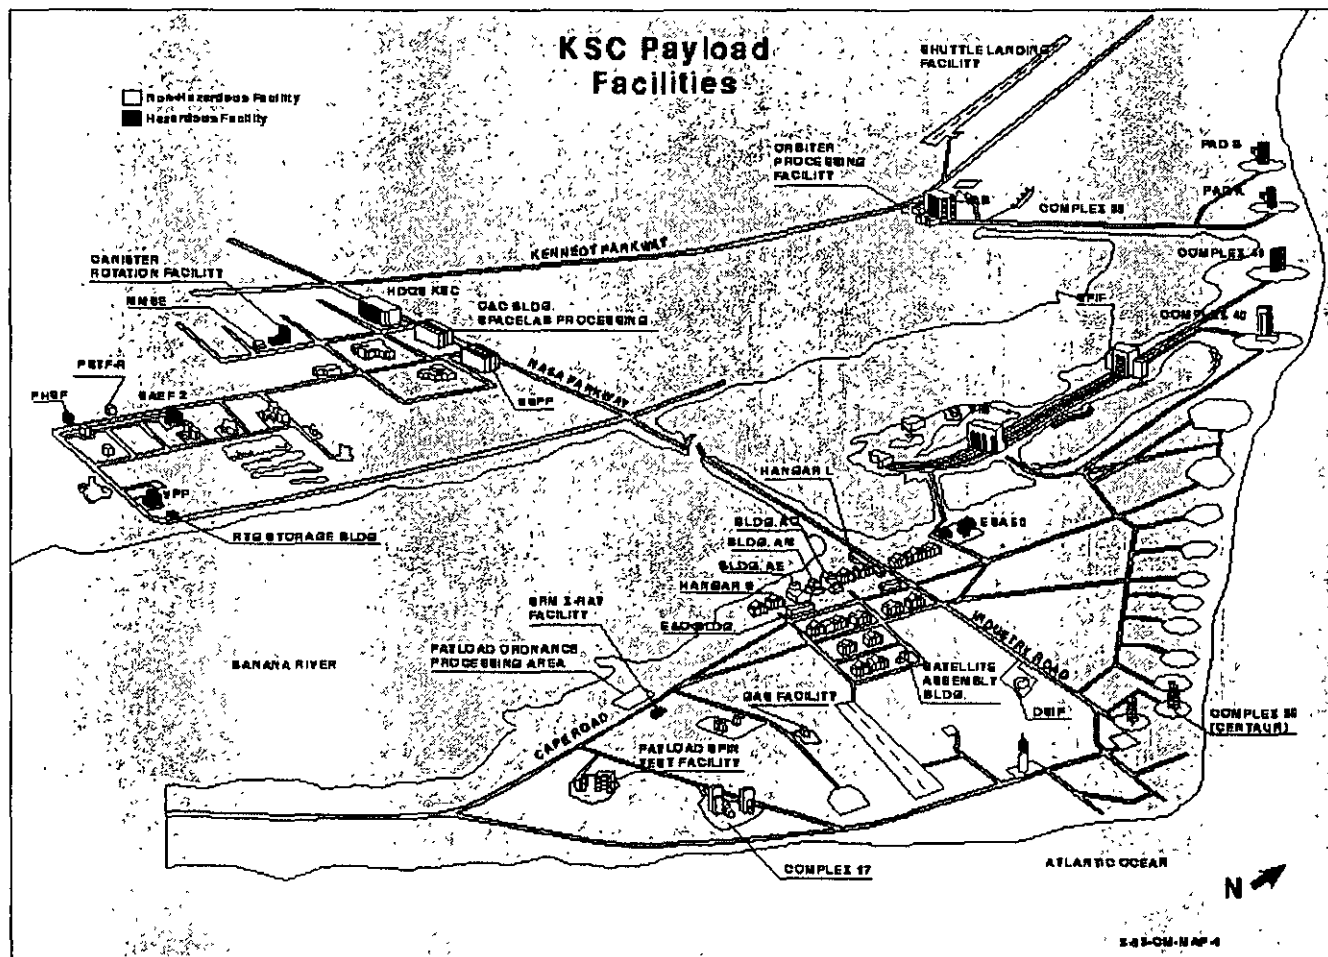 KSC Payload
Facilities
Non-Hazardous Facility
Hazardous Facility
SHUTTLE LANDING
FACILITY
ORBITER
PROCESSING
FACILITY
PAD B
PAD A
COMPLEX 41
COMPLEX 40
KENNEDY PARKWAY
CANISTER
ROTATION FACILITY
HDQS KSC
O&C BLDG.
SPACELAB PROCESSING
NASA PARKWAY
SSPF
PHSF
SAEF 2
VPF
RTG STORAGE BLDG
HANGAR L
BLDG. AO
BLDG. AM
BLDG. AE
HANGAR S
E&O BLDG.
ESA 60
SRM X-RAY
FACILITY
PAYLOAD ORDNANCE
PROCESSING AREA
BANANA RIVER
INDUSTRY ROAD
SATELLITE
ASSEMBLY
BLDG.
GAS FACILITY
CAPE ROAD
PAYLOAD SPIN
TEST FACILITY
COMPLEX 36
(CENTAUR)
COMPLEX 17
ATLANTIC OCEAN
N